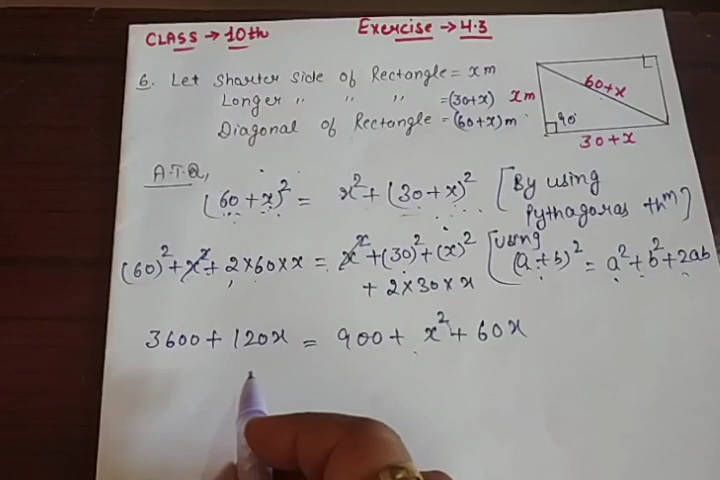 CLASS → 10th Exercise → 4.3
6. Let Shorter Side of Rectangle = x m
Longer " " " = (30+x)
Diagonal of Rectangle = (60+x) m
x m
60+x
90°
30+x
A.T.Q,
(60+x)² = x² + (30+x)² [By using
Pythagoras thm]
(60)² + x² + 2×60×x = x² + (30)² + (x)² [using
+ 2×30×x
(a+b)² = a²+b²+2ab
3600 + 120x = 900 + x² + 60x